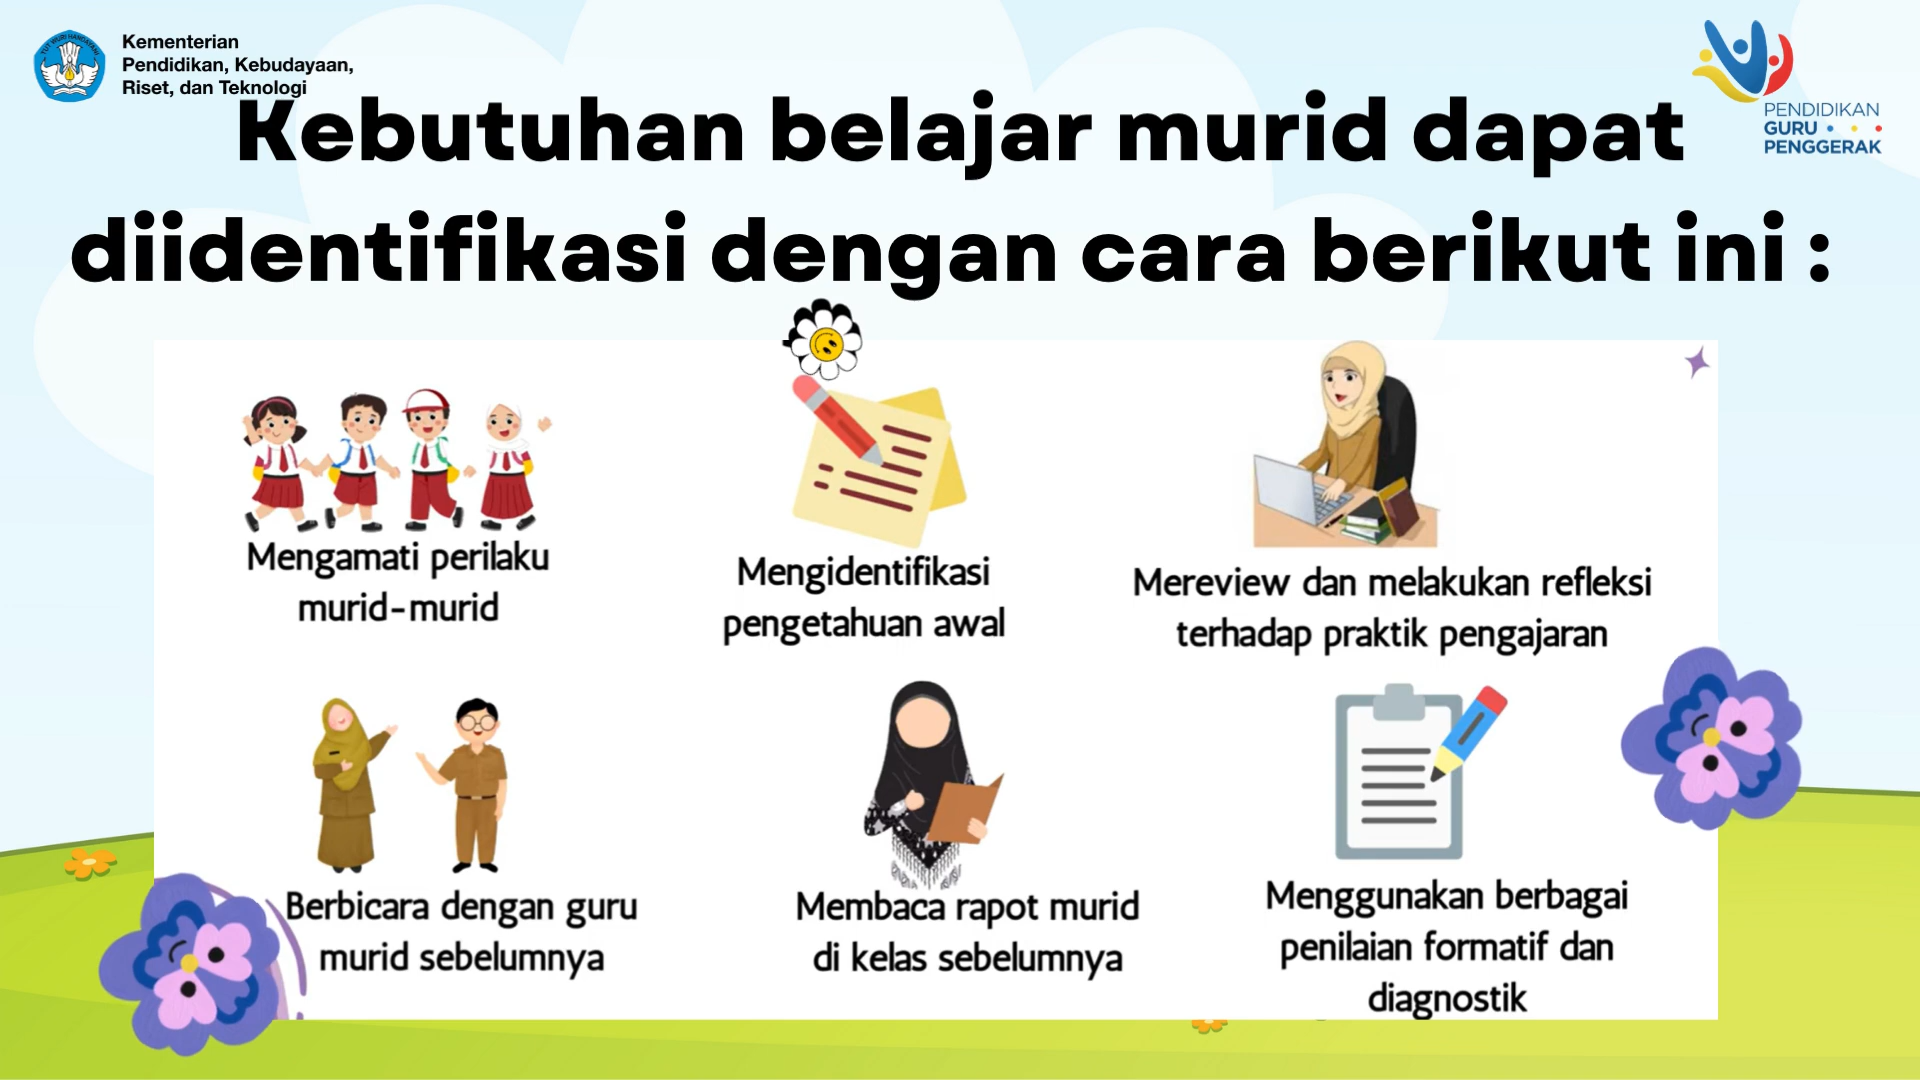 Kementerian
Pendidikan, Kebudayaan,
Riset, dan Teknologi
PENDIDIKAN
GURU
PENGGERAK
Kebutuhan belajar murid dapat
diidentifikasi dengan cara berikut ini :
Mengamati perilaku
murid-murid
Mengidentifikasi
pengetahuan awal
Mereview dan melakukan refleksi
terhadap praktik pengajaran
Berbicara dengan guru
murid sebelumnya
Membaca rapot murid
di kelas sebelumnya
Menggunakan berbagai
penilaian formatif dan
diagnostik